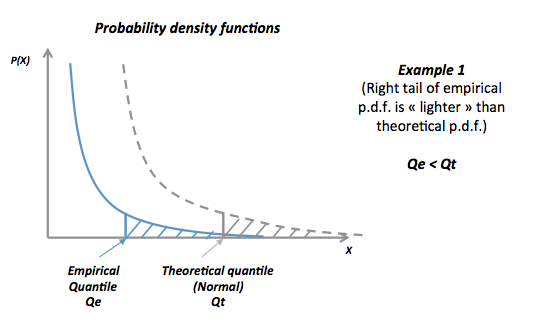 Probability density functions
P(X)
Example 1
(Right tail of empirical
p.d.f. is « lighter » than
theoretical p.d.f.)
Qe < Qt
X
Empirical
Quantile
Qe
Theoretical quantile
(Normal)
Qt